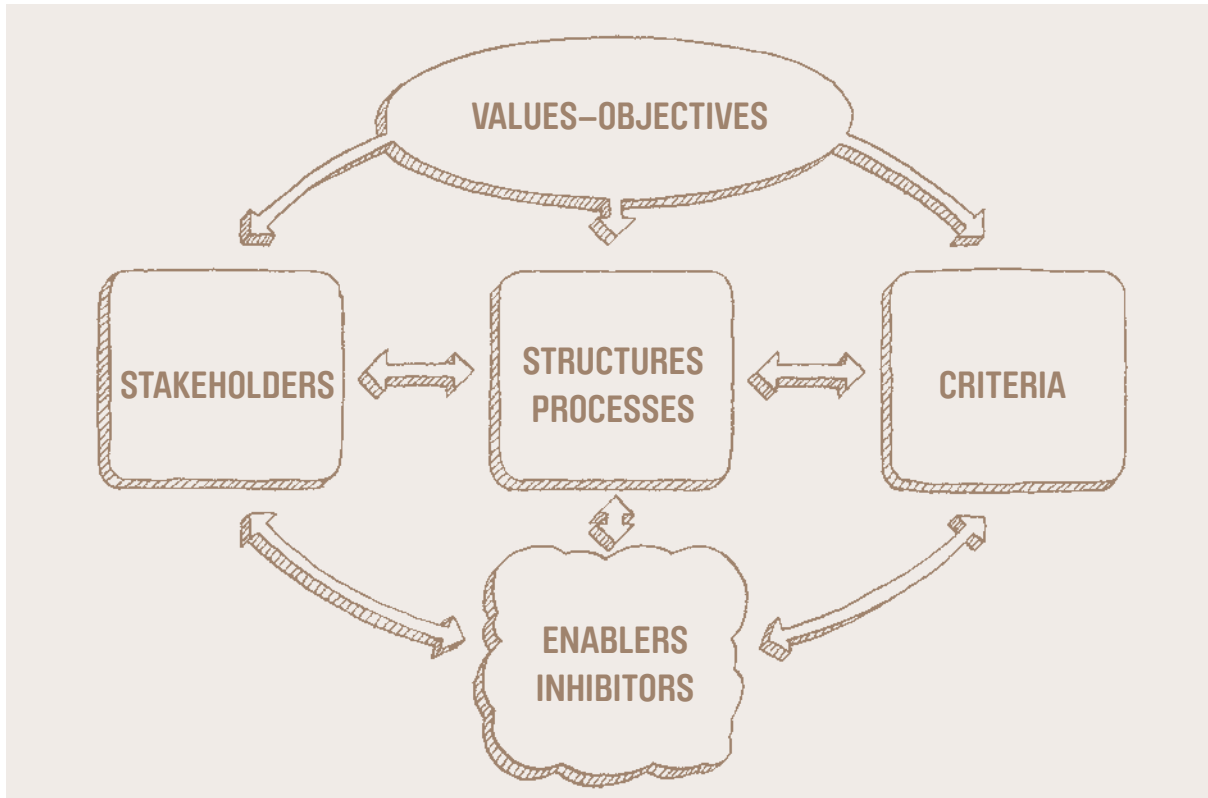 VALUES–OBJECTIVES
STAKEHOLDERS
STRUCTURES
PROCESSES
CRITERIA
ENABLERS
INHIBITORS